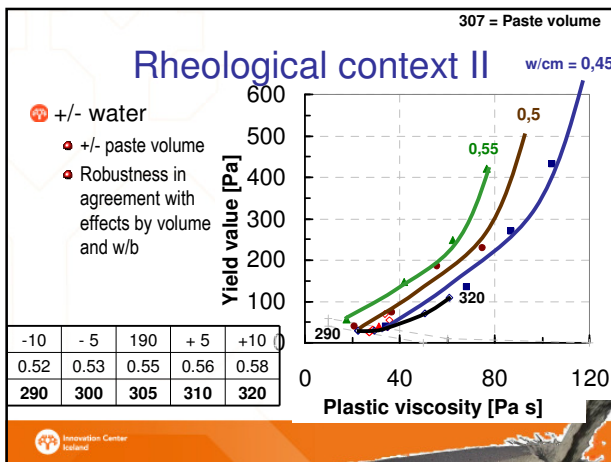 307 = Paste volume
Rheological context II
w/cm = 0,45
+/- water
+/- paste volume
Robustness in
agreement with
effects by volume
and w/b
Yield value [Pa]
600
500
400
300
200
100
0
0,5
0,55
320
290
0 40 80 120
Plastic viscosity [Pa s]
-10 - 5 190 + 5 +10
0.52 0.53 0.55 0.56 0.58
290 300 305 310 320
Innovation Center
Iceland